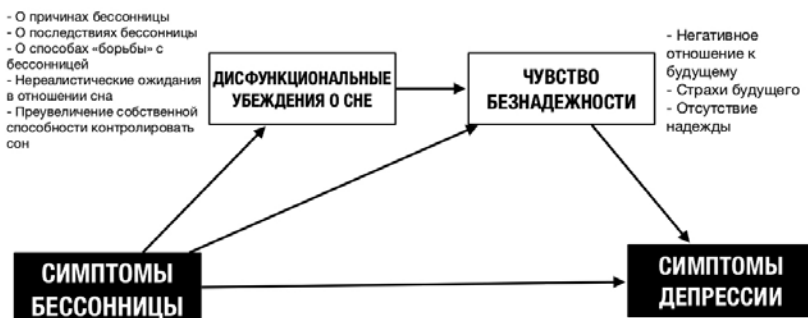 - О причинах бессонницы
- О последствиях бессонницы
- О способах «борьбы» с
бессонницей
- Нереалистические ожидания
в отношении сна
- Преувеличение собственной
способности контролировать
сон
ДИСФУНКЦИОНАЛЬНЫЕ
УБЕЖДЕНИЯ О СНЕ
ЧУВСТВО
БЕЗНАДЕЖНОСТИ
- Негативное
отношение к
будущему
- Страхи будущего
- Отсутствие
надежды
СИМПТОМЫ
БЕССОННИЦЫ
СИМПТОМЫ
ДЕПРЕССИИ